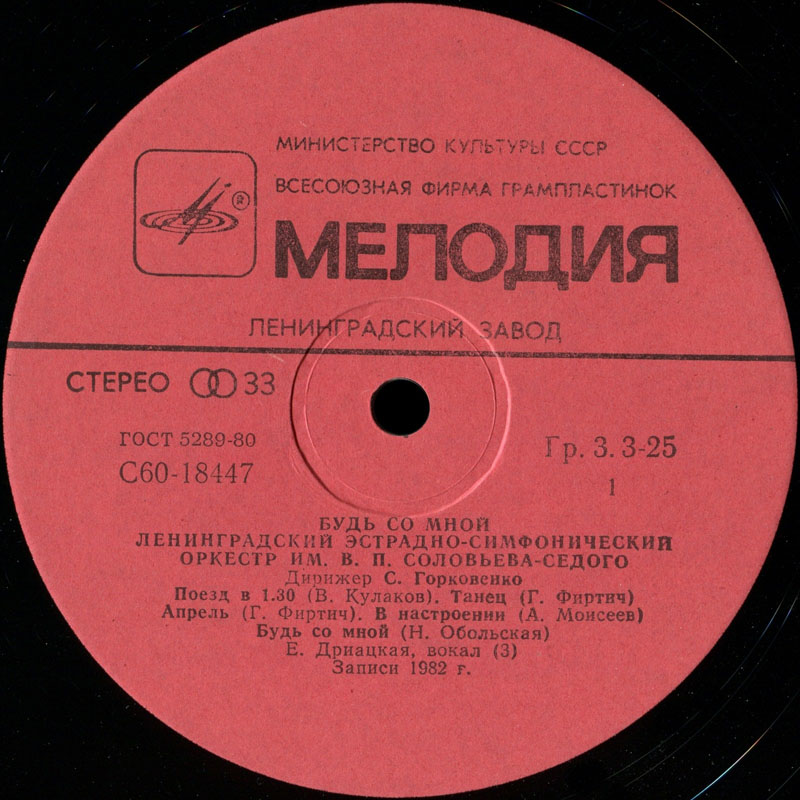 МИНИСТЕРСТВО КУЛЬТУРЫ СССР
ВСЕСОЮЗНАЯ ФИРМА ГРАМПЛАСТИНОК
®
МЕЛОДИЯ
ЛЕНИНГРАДСКИЙ ЗАВОД
СТЕРЕО 33
ГОСТ 5289-80
С60-18447
Гр. 3. 3-25
1
БУДЬ СО МНОЙ
ЛЕНИНГРАДСКИЙ ЭСТРАДНО-СИМФОНИЧЕСКИЙ
ОРКЕСТР ИМ. В. П. СОЛОВЬЕВА-СЕДОГО
Дирижер С. Горковенко
Поезд в 1.30 (В. Кулаков). Танец (Г. Фиртич)
Апрель (Г. Фиртич). В настроении (А. Моисеев)
Будь со мной (Н. Обольская)
Е. Дриацкая, вокал (3)
Записи 1982 г.